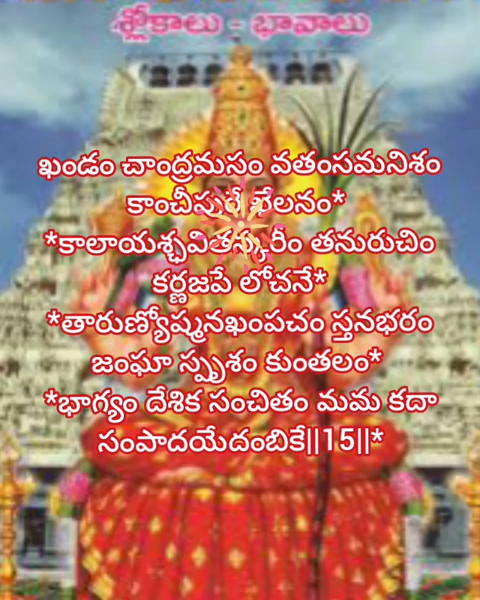 శ్లోకాలు - భావాలు
ఖండం చాంద్రమసం వతంసమనిశం
కాంచీపురే ఖేలనం*
*కాలాయశ్ఛవితస్కరీం తనురుచిం
కర్ణజపే లోచనే*
*తారుణ్యోష్మనఖంపచం స్తనభరం
జంఘా స్పృశం కుంతలం*
*భాగ్యం దేశిక సంచితం మమ కదా
సంపాదయేదంబికే||15||*